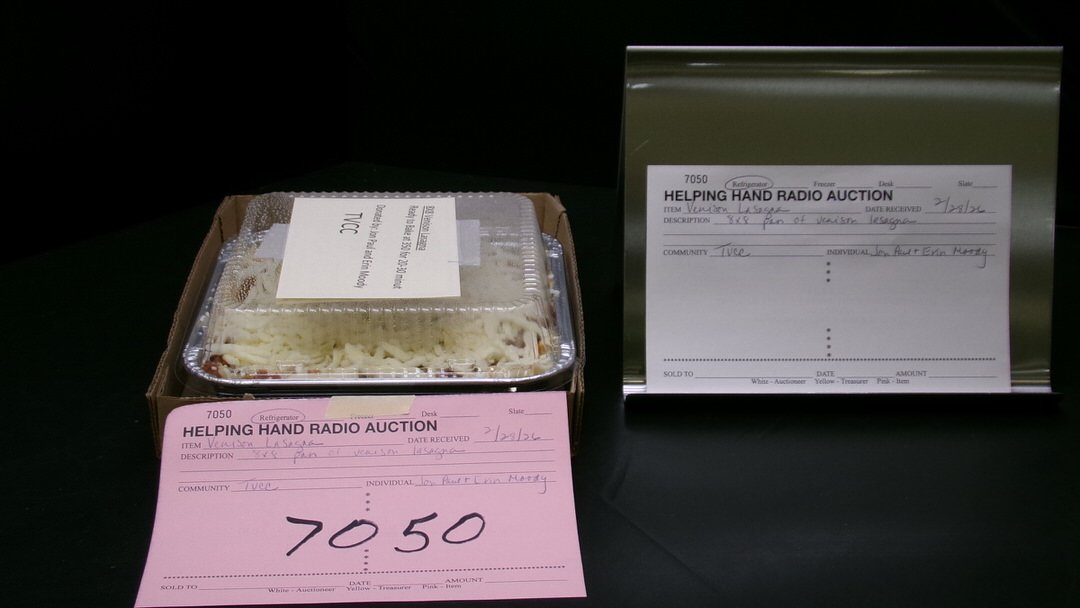 8X8 Venison Lasagna
Ready to Bake at 350 for 20-30 minut
Donated by Jon Paul and Erin Moody
TVCC
7050 Refrigerator Freezer Desk Slate
HELPING HAND RADIO AUCTION
ITEM Venison Lasagna DATE RECEIVED 2/28/26
DESCRIPTION 8x8 pan of venison lasagna
COMMUNITY TVCC INDIVIDUAL Jon Paul + Erin Moody
7050
SOLD TO DATE AMOUNT
White - Auctioneer Yellow - Treasurer Pink - Item
7050 Refrigerator Freezer Desk Slate
HELPING HAND RADIO AUCTION
ITEM Venison Lasagna DATE RECEIVED 2/28/26
DESCRIPTION 8x8 pan of venison lasagna
COMMUNITY TVCC INDIVIDUAL Jon Paul + Erin Moody
SOLD TO DATE AMOUNT
White - Auctioneer Yellow - Treasurer Pink - Item